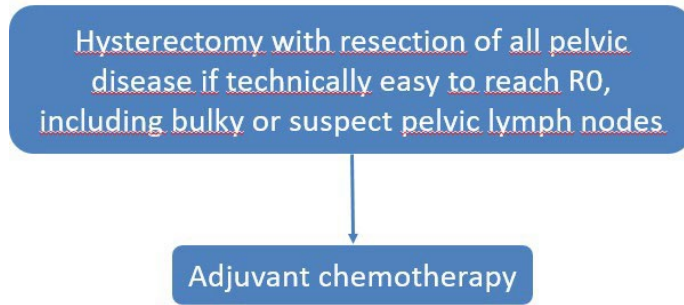 Hysterectomy with resection of all pelvic
disease if technically easy to reach R0,
including bulky or suspect pelvic lymph nodes
Adjuvant chemotherapy